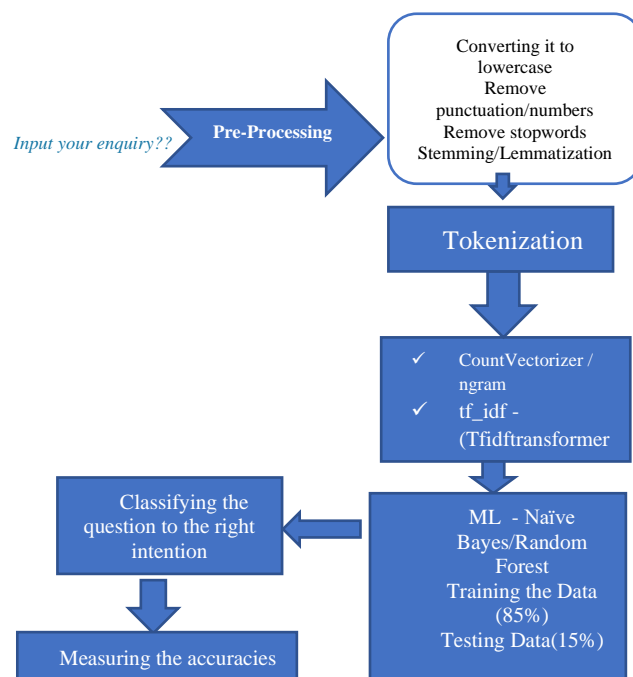 Input your enquiry??
Pre-Processing
Converting it to
lowercase
Remove
punctuation/numbers
Remove stopwords
Stemming/Lemmatization
Tokenization
✓ CountVectorizer /
ngram
✓ tf_idf -
(Tfidftransformer
ML - Naïve
Bayes/Random
Forest
Training the Data
(85%)
Testing Data(15%)
Classifying the
question to the right
intention
Measuring the accuracies